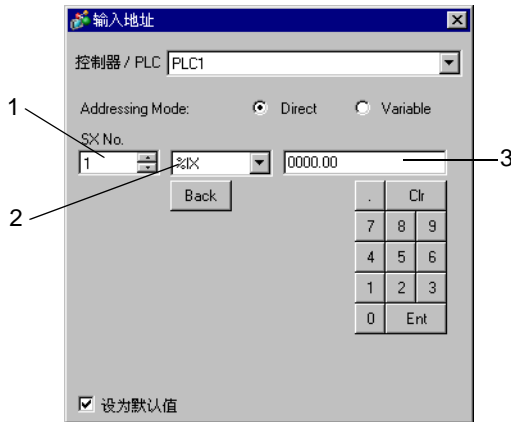 输入地址
控制器 / PLC PLC1
1
Addressing Mode: Direct Variable
SX No.
1 %IX 0000.00 3
2
Back . Clr
7 8 9
4 5 6
1 2 3
0 Ent
设为默认值